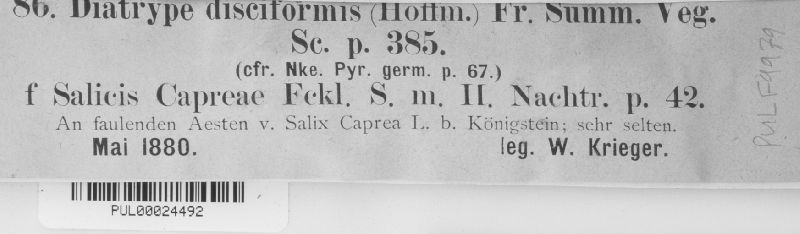 86. Diatrype disciformis (Hoffm.) Fr. Summ. Veg.
Sc. p. 385.
(cfr. Nke. Pyr. germ. p. 67.)
f Salicis Capreae Fckl. S. m. II. Nachtr. p. 42.
An faulenden Aesten v. Salix Caprea L. b. Königstein; sehr selten.
Mai 1880. leg. W. Krieger.
PUL F9979
PUL00024492